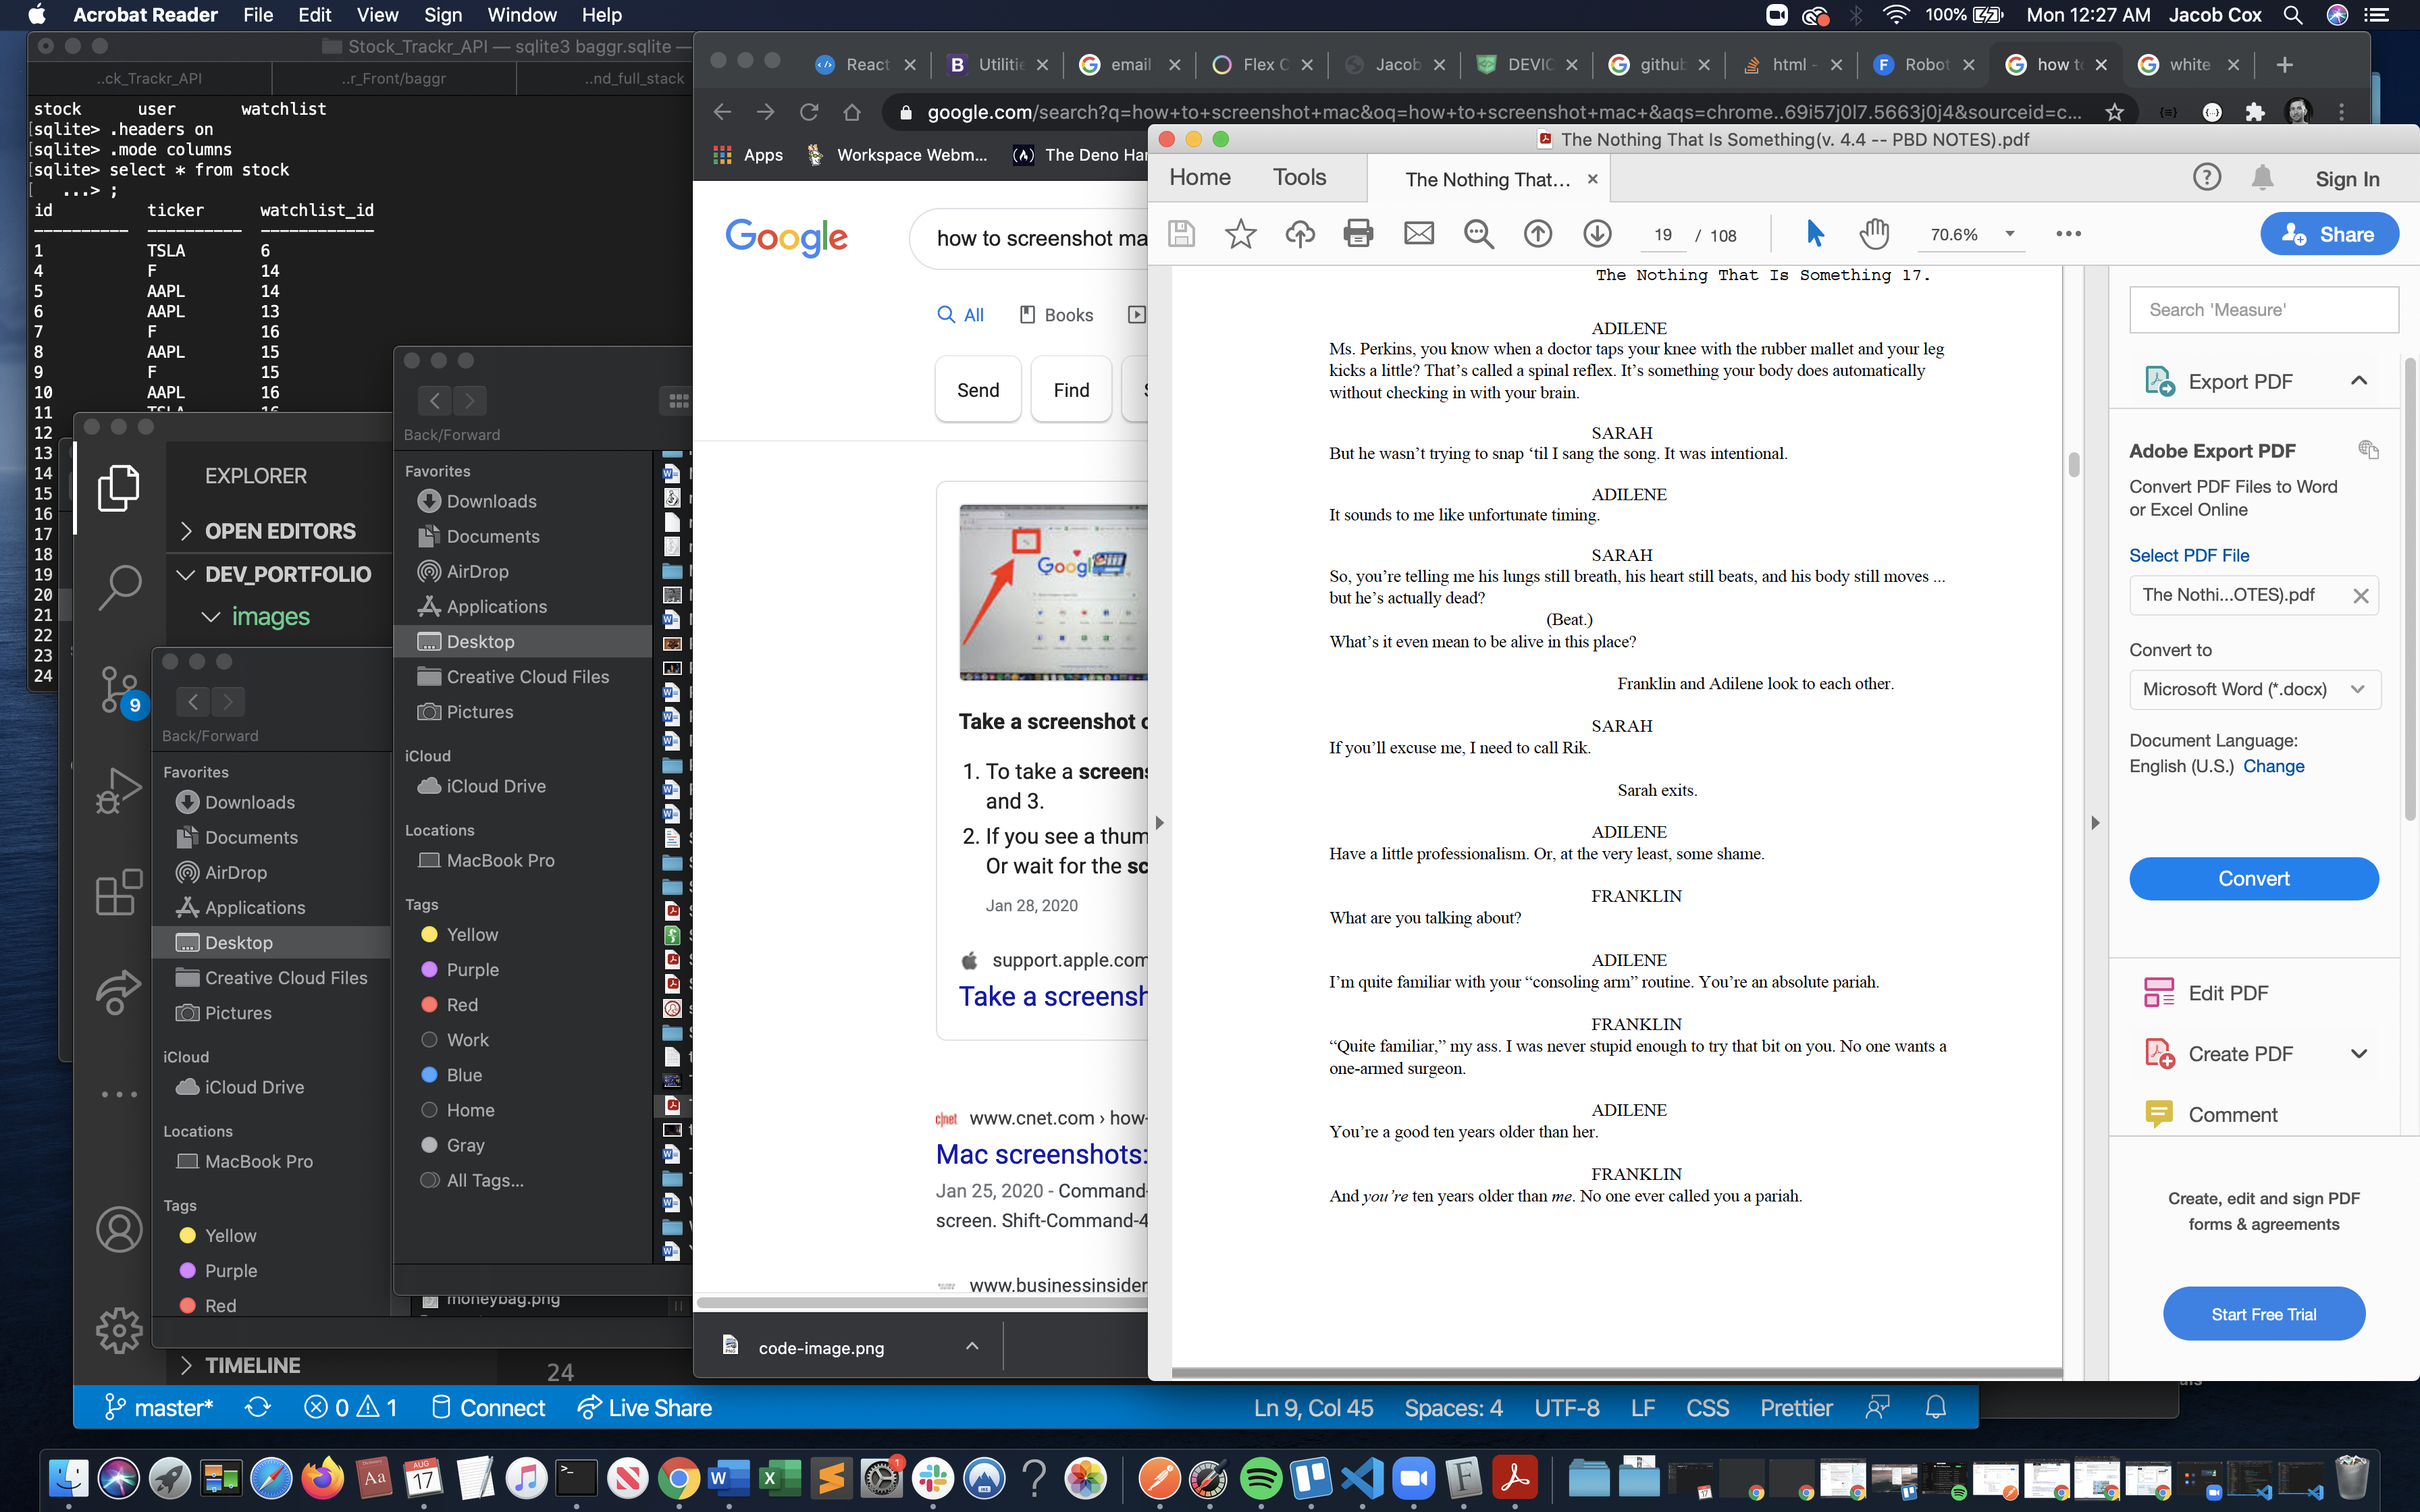 Acrobat Reader File Edit View Sign Window Help
100% Mon 12:27 AM Jacob Cox
Stock_Trackr_API — sqlite3 baggr.sqlite —
..ck_Trackr_API ..r_Front/baggr ..nd_full_stack
stock user watchlist
[sqlite> .headers on
[sqlite> .mode columns
[sqlite> select * from stock
[ ...> ;
id ticker watchlist_id
1 TSLA 6
4 F 14
5 AAPL 14
6 AAPL 13
7 F 16
8 AAPL 15
9 F 15
10 AAPL 16
11 TSLA 16
12
13
14
15
16
17
18
19
20
21
22
23
24
EXPLORER
OPEN EDITORS
DEV_PORTFOLIO
images
9
TIMELINE
24
master* 0 1 Connect Live Share
Ln 9, Col 45 Spaces: 4 UTF-8 LF CSS Prettier
Back/Forward
Favorites
Downloads
Documents
AirDrop
Applications
Desktop
Creative Cloud Files
Pictures
iCloud
iCloud Drive
Locations
MacBook Pro
Tags
Yellow
Purple
Red
Back/Forward
Favorites
Downloads
Documents
AirDrop
Applications
Desktop
Creative Cloud Files
Pictures
iCloud
iCloud Drive
Locations
MacBook Pro
Tags
Yellow
Purple
Red
Work
Blue
Home
Gray
All Tags...
moneybag.png
React Utilitie email Flex C Jacob DEVIC github html - Robot how to white
google.com/search?q=how+to+screenshot+mac&oq=how+to+screenshot+mac+&aqs=chrome..69i57j0l7.5663j0j4&sourceid=c...
Apps Workspace Webm... The Deno Har
Google
how to screenshot ma
All Books
Send Find
Take a screenshot o
1. To take a screens
and 3.
2. If you see a thum
Or wait for the sc
Jan 28, 2020
support.apple.com
Take a screensh
www.cnet.com › how-
Mac screenshots:
Jan 25, 2020 - Command-
screen. Shift-Command-4
www.businessinsider
code-image.png
The Nothing That Is Something(v. 4.4 -- PBD NOTES).pdf
Home Tools The Nothing That... Sign In
19 / 108 70.6% Share
The Nothing That Is Something 17.
ADILENE
Ms. Perkins, you know when a doctor taps your knee with the rubber mallet and your leg
kicks a little? That’s called a spinal reflex. It’s something your body does automatically
without checking in with your brain.
SARAH
But he wasn’t trying to snap ‘til I sang the song. It was intentional.
ADILENE
It sounds to me like unfortunate timing.
SARAH
So, you’re telling me his lungs still breath, his heart still beats, and his body still moves ...
but he’s actually dead?
(Beat.)
What’s it even mean to be alive in this place?
Franklin and Adilene look to each other.
SARAH
If you’ll excuse me, I need to call Rik.
Sarah exits.
ADILENE
Have a little professionalism. Or, at the very least, some shame.
FRANKLIN
What are you talking about?
ADILENE
I’m quite familiar with your “consoling arm” routine. You’re an absolute pariah.
FRANKLIN
“Quite familiar,” my ass. I was never stupid enough to try that bit on you. No one wants a
one-armed surgeon.
ADILENE
You’re a good ten years older than her.
FRANKLIN
And you’re ten years older than me. No one ever called you a pariah.
Search 'Measure'
Export PDF
Adobe Export PDF
Convert PDF Files to Word
or Excel Online
Select PDF File
The Nothi...OTES).pdf
Convert to
Microsoft Word (*.docx)
Document Language:
English (U.S.) Change
Convert
Edit PDF
Create PDF
Comment
Create, edit and sign PDF
forms & agreements
Start Free Trial
AUG
17
1